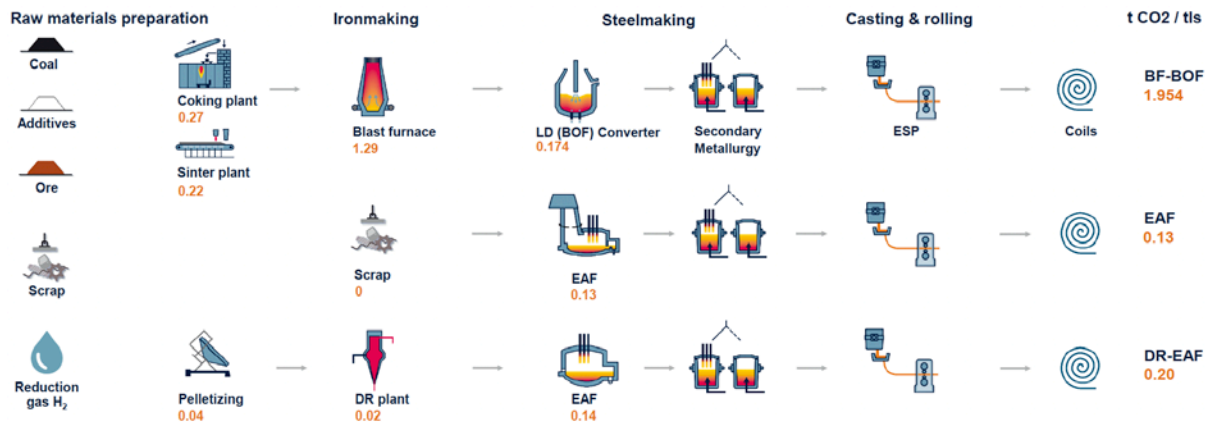 Raw materials preparation
Ironmaking
Steelmaking
Casting & rolling
t CO2 / tls
Coal
Additives
Ore
Coking plant
0.27
Sinter plant
0.22
Blast furnace
1.29
LD (BOF) Converter
0.174
Secondary
Metallurgy
ESP
Coils
BF-BOF
1.954
Scrap
Scrap
0
EAF
0.13
EAF
0.13
Reduction
gas H₂
Pelletizing
0.04
DR plant
0.02
EAF
0.14
DR-EAF
0.20